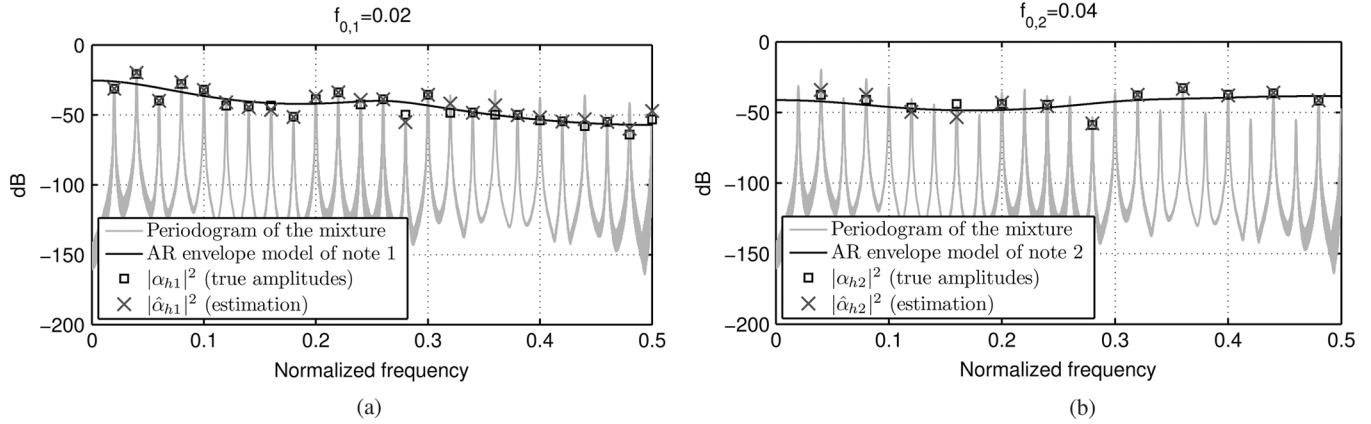 f0,1=0.02
dB
0
−50
−100
−150
−200
Periodogram of the mixture
AR envelope model of note 1
|αh1|² (true amplitudes)
|α̂h1|² (estimation)
0 0.1 0.2 0.3 0.4 0.5
Normalized frequency
(a)
f0,2=0.04
dB
0
−50
−100
−150
−200
Periodogram of the mixture
AR envelope model of note 2
|αh2|² (true amplitudes)
|α̂h2|² (estimation)
0 0.1 0.2 0.3 0.4 0.5
Normalized frequency
(b)